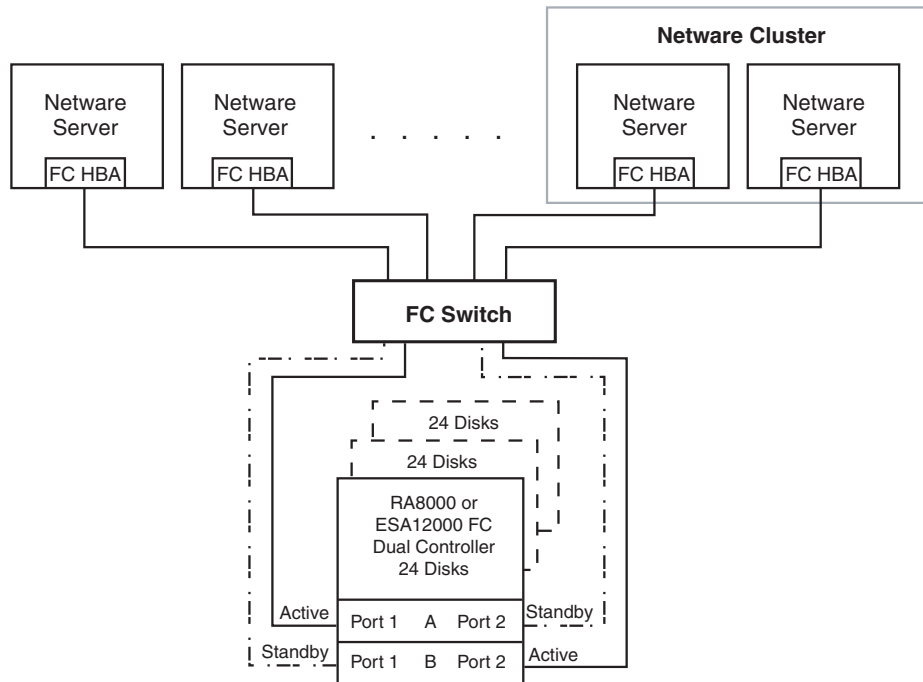 Netware Cluster
Netware
Server
FC HBA
Netware
Server
FC HBA
. . . . .
Netware
Server
FC HBA
Netware
Server
FC HBA
FC Switch
24 Disks
24 Disks
RA8000 or
ESA12000 FC
Dual Controller
24 Disks
Active
Port 1 A Port 2
Standby
Standby
Port 1 B Port 2
Active